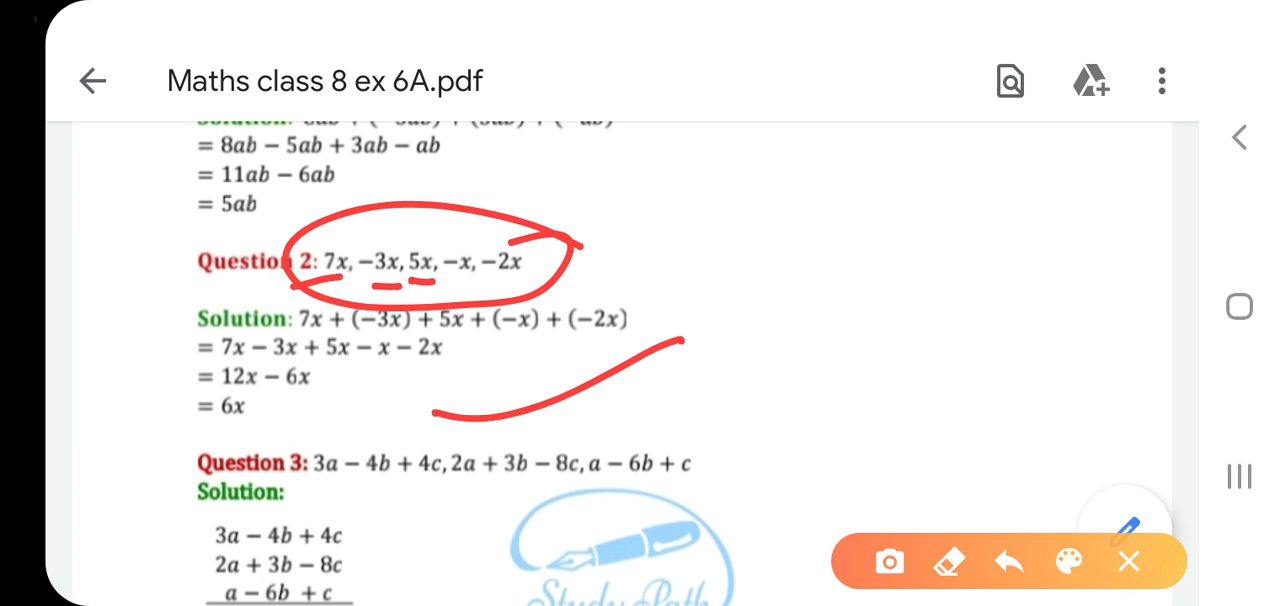 Maths class 8 ex 6A.pdf
= 8ab − 5ab + 3ab − ab
= 11ab − 6ab
= 5ab
Question 2: 7x, −3x, 5x, −x, −2x
Solution: 7x + (−3x) + 5x + (−x) + (−2x)
= 7x − 3x + 5x − x − 2x
= 12x − 6x
= 6x
Question 3: 3a − 4b + 4c, 2a + 3b − 8c, a − 6b + c
Solution:
3a − 4b + 4c
2a + 3b − 8c
a − 6b + c
Study Path